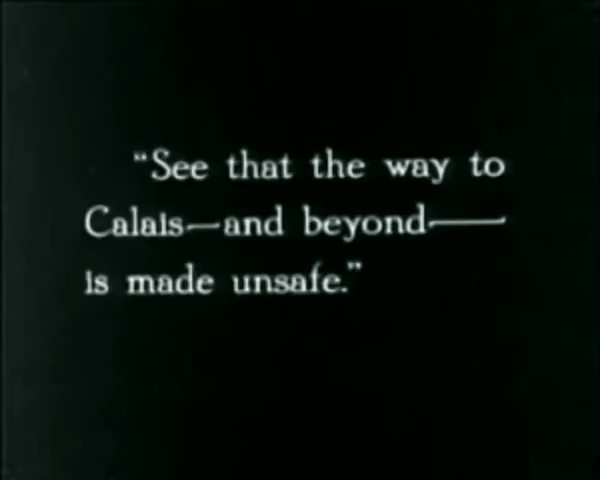 "See that the way to
Calais—and beyond——
is made unsafe."